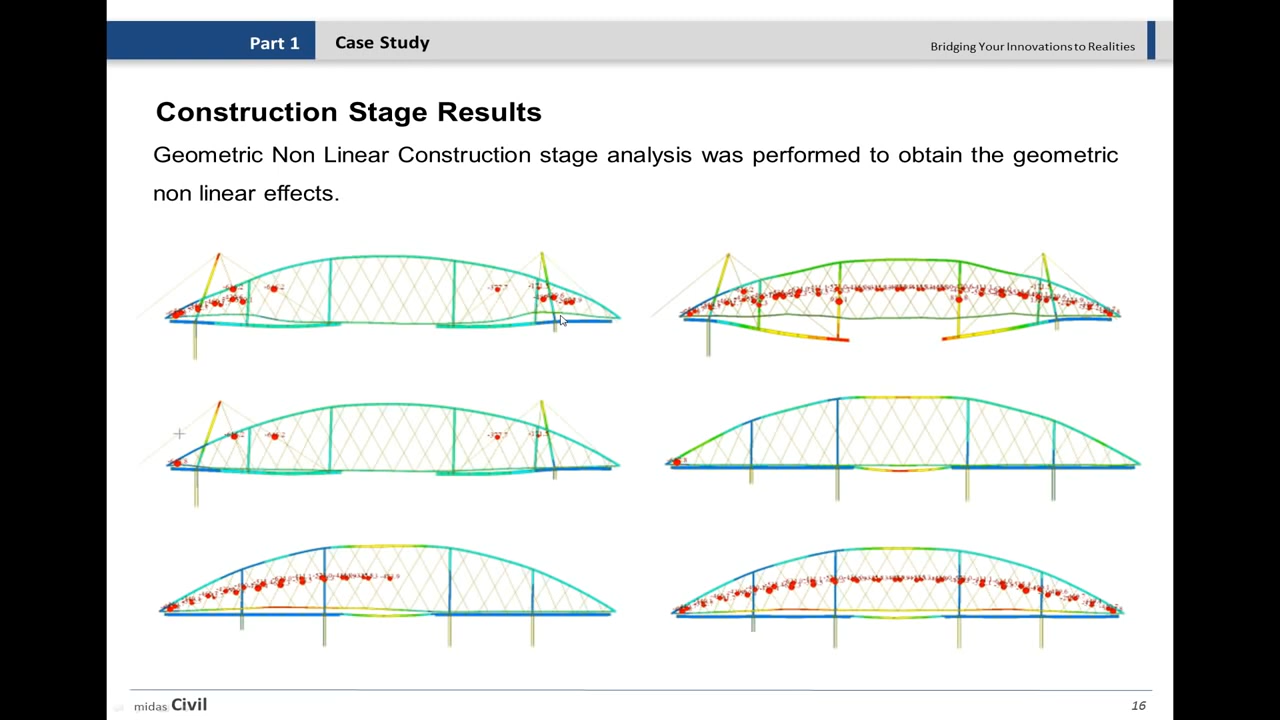 Part 1
Case Study
Bridging Your Innovations to Realities
Construction Stage Results
Geometric Non Linear Construction stage analysis was performed to obtain the geometric
non linear effects.
midas Civil
16